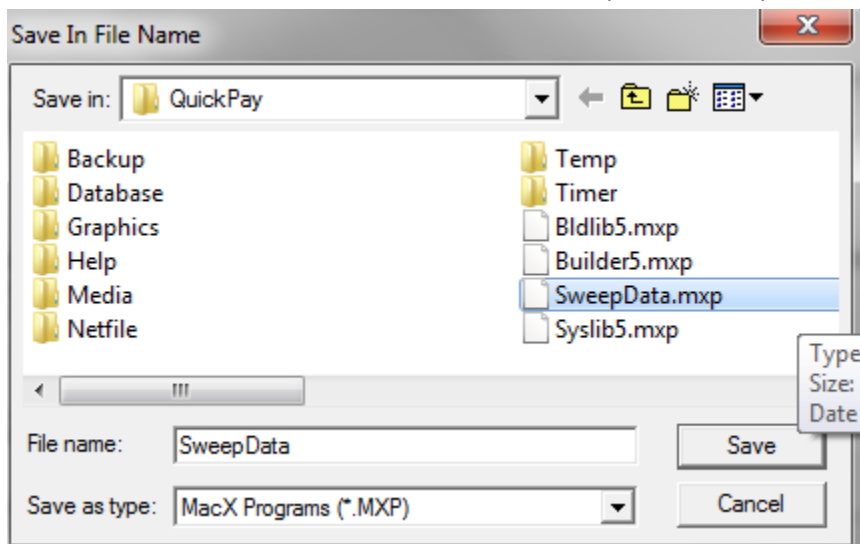 Save In File Name
Save in: QuickPay
Backup
Database
Graphics
Help
Media
Netfile
Temp
Timer
Bldlib5.mxp
Builder5.mxp
SweepData.mxp
Syslib5.mxp
Type
Size:
Date
File name: SweepData Save
Save as type: MacX Programs (*.MXP) Cancel